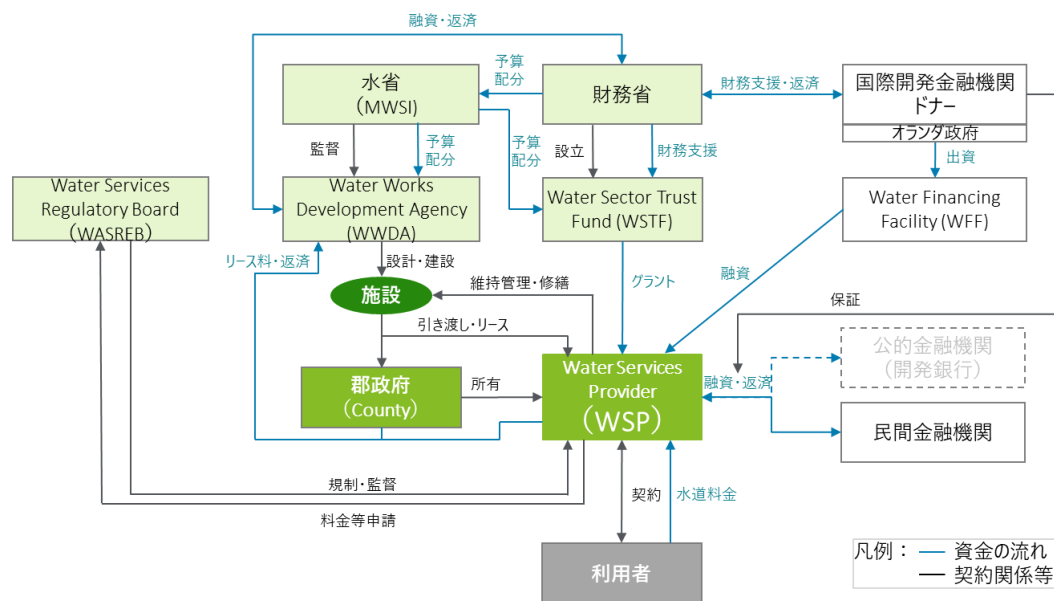 融資・返済
水省
（MWSI）
予算
配分
財務省
財務支援・返済
国際開発金融機関
ドナー
オランダ政府
監督
予算
配分
予算
配分
設立
財務支援
出資
Water Services
Regulatory Board
(WASREB)
Water Works
Development Agency
(WWDA)
Water Sector Trust
Fund (WSTF)
Water Financing
Facility (WFF)
リース料・返済
設計・建設
施設
維持管理・修繕
グラント
融資
保証
引き渡し・リース
公的金融機関
（開発銀行）
郡政府
（County）
所有
Water Services
Provider
（WSP）
融資・返済
民間金融機関
規制・監督
料金等申請
契約
水道料金
利用者
凡例：
資金の流れ
契約関係等